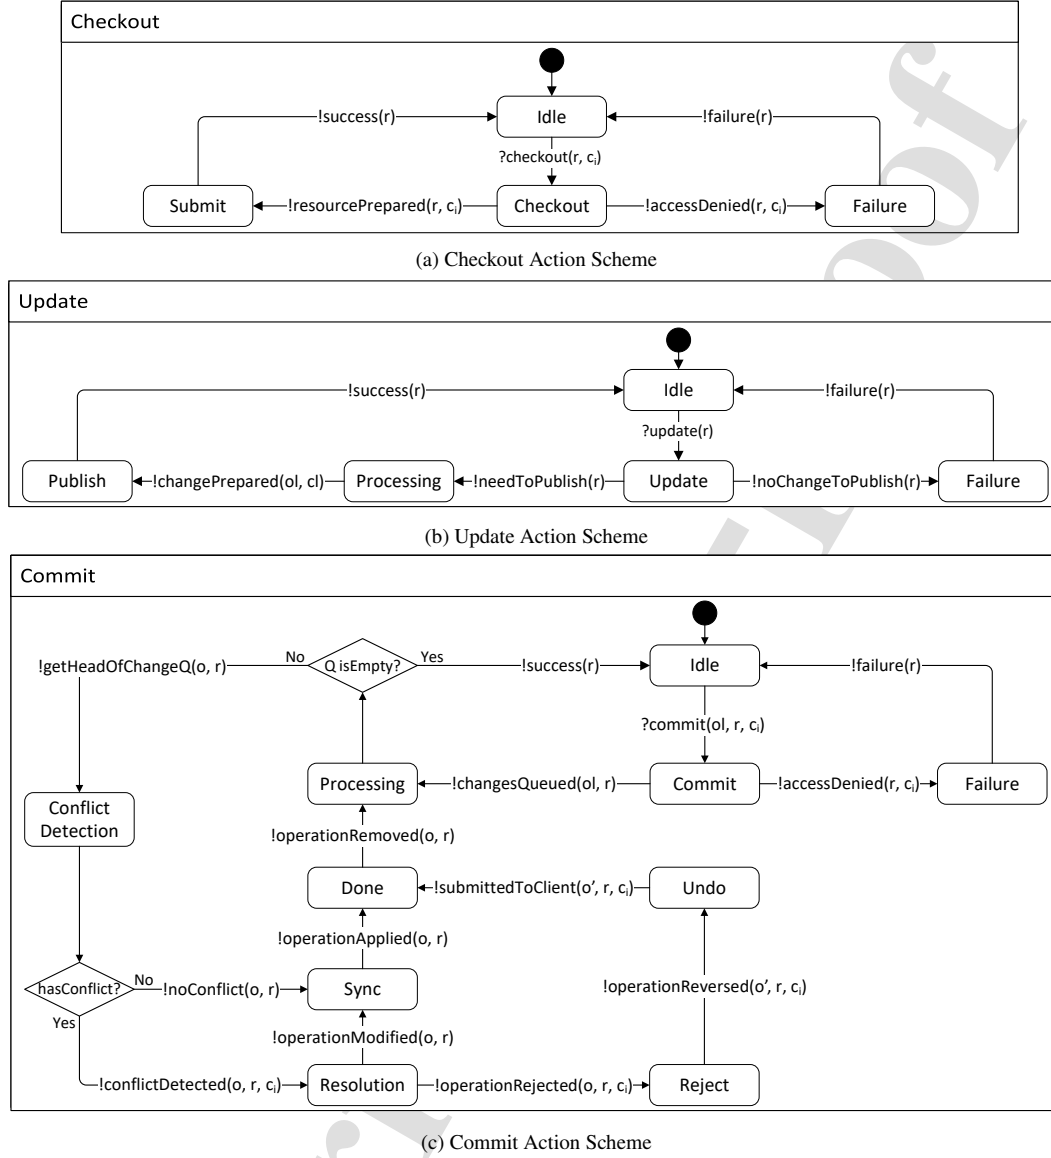 Checkout
Idle
!success(r)
!failure(r)
?checkout(r, ci)
Submit
!resourcePrepared(r, ci)
Checkout
!accessDenied(r, ci)
Failure
(a) Checkout Action Scheme
Update
Idle
!success(r)
!failure(r)
?update(r)
Publish
!changePrepared(ol, cl)
Processing
!needToPublish(r)
Update
!noChangeToPublish(r)
Failure
(b) Update Action Scheme
Commit
!getHeadOfChangeQ(o, r)
No
Q isEmpty?
Yes
!success(r)
Idle
!failure(r)
?commit(ol, r, ci)
Processing
!changesQueued(ol, r)
Commit
!accessDenied(r, ci)
Failure
Conflict
Detection
!operationRemoved(o, r)
Done
!submittedToClient(o', r, ci)
Undo
!operationApplied(o, r)
hasConflict?
No
!noConflict(o, r)
Sync
!operationReversed(o', r, ci)
Yes
!operationModified(o, r)
!conflictDetected(o, r, ci)
Resolution
!operationRejected(o, r, ci)
Reject
(c) Commit Action Scheme